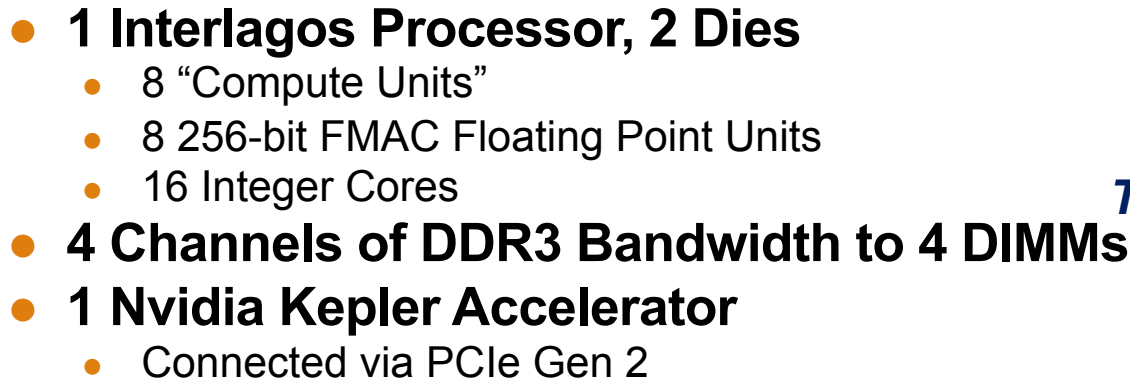 ● 1 Interlagos Processor, 2 Dies
● 8 “Compute Units”
● 8 256-bit FMAC Floating Point Units
● 16 Integer Cores
● 4 Channels of DDR3 Bandwidth to 4 DIMMs
● 1 Nvidia Kepler Accelerator
● Connected via PCIe Gen 2